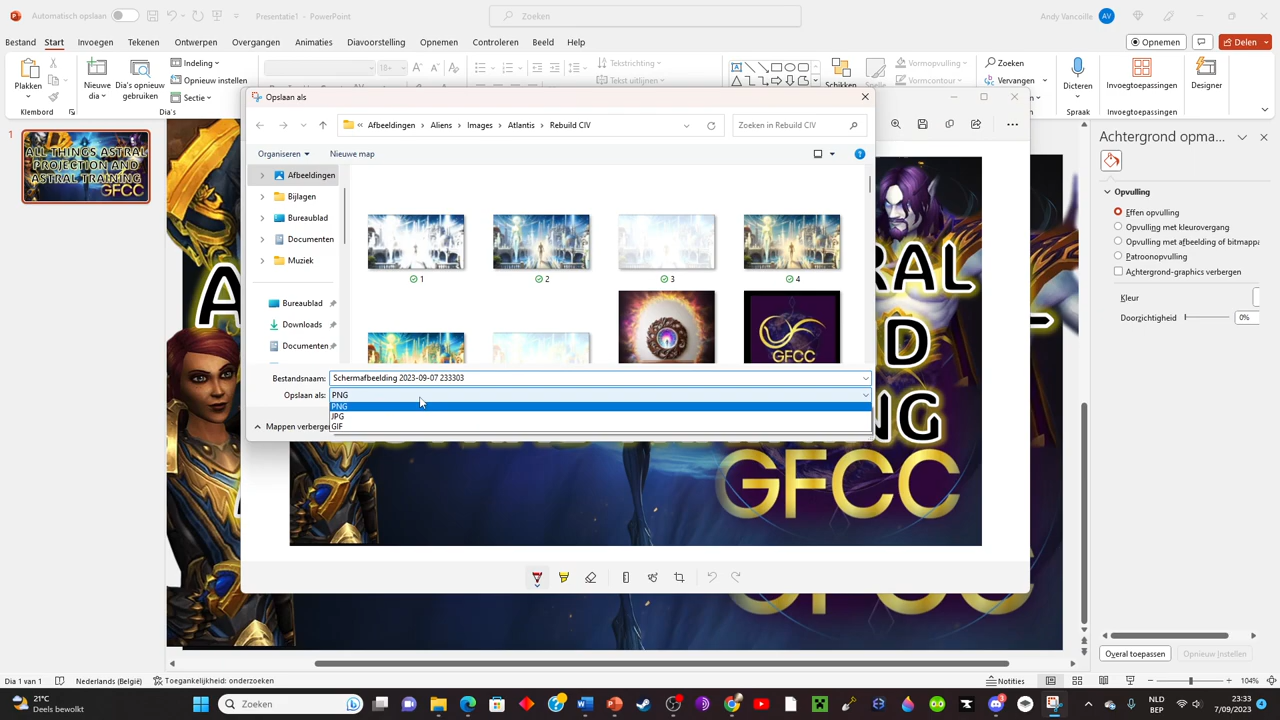 Automatisch opslaan
Presentatie1 - PowerPoint
Zoeken
Andy Vancoille
AV
Bestand Start Invoegen Tekenen Ontwerpen Overgangen Animaties Diavoorstelling Opnemen Controleren Beeld Help
Opnemen
Delen
Plakken
Klembord
Nieuwe dia
Dia's opnieuw gebruiken
Indeling
Opnieuw instellen
Sectie
Dia's
18
Tekstrichting
Tekst uitlijnen
Schikken
Vormopmaak
Vormcontour
Zoeken
Vervangen
Dicteren
Spraak
Invoegtoepassingen
Invoegtoepassingen
Designer
1
ALL THINGS ASTRAL
PROJECTION AND
ASTRAL TRAINING
GFCC
Opslaan als
Afbeeldingen > Aliens > Images > Atlantis > Rebuild CIV
Zoeken in Rebuild CIV
Organiseren
Nieuwe map
Afbeeldingen
Bijlagen
Bureaublad
Documenten
Muziek
Bureaublad
Downloads
Documenten
1
2
3
4
GFCC
Bestandsnaam: Schermafbeelding 2023-09-07 233303
Opslaan als: PNG
PNG
JPG
GIF
Mappen verbergen
GFCC
Achtergrond opma...
Opvulling
Effen opvulling
Opvulling met kleurovergang
Opvulling met afbeelding of bitmappa
Patroonopvulling
Achtergrond-graphics verbergen
Kleur
Doorzichtigheid
0%
Overal toepassen
Opnieuw instellen
Dia 1 van 1
Nederlands (België)
Toegankelijkheid: onderzoeken
Notities
104%
21°C
Deels bewolkt
Zoeken
NLD
BEP
23:33
7/09/2023